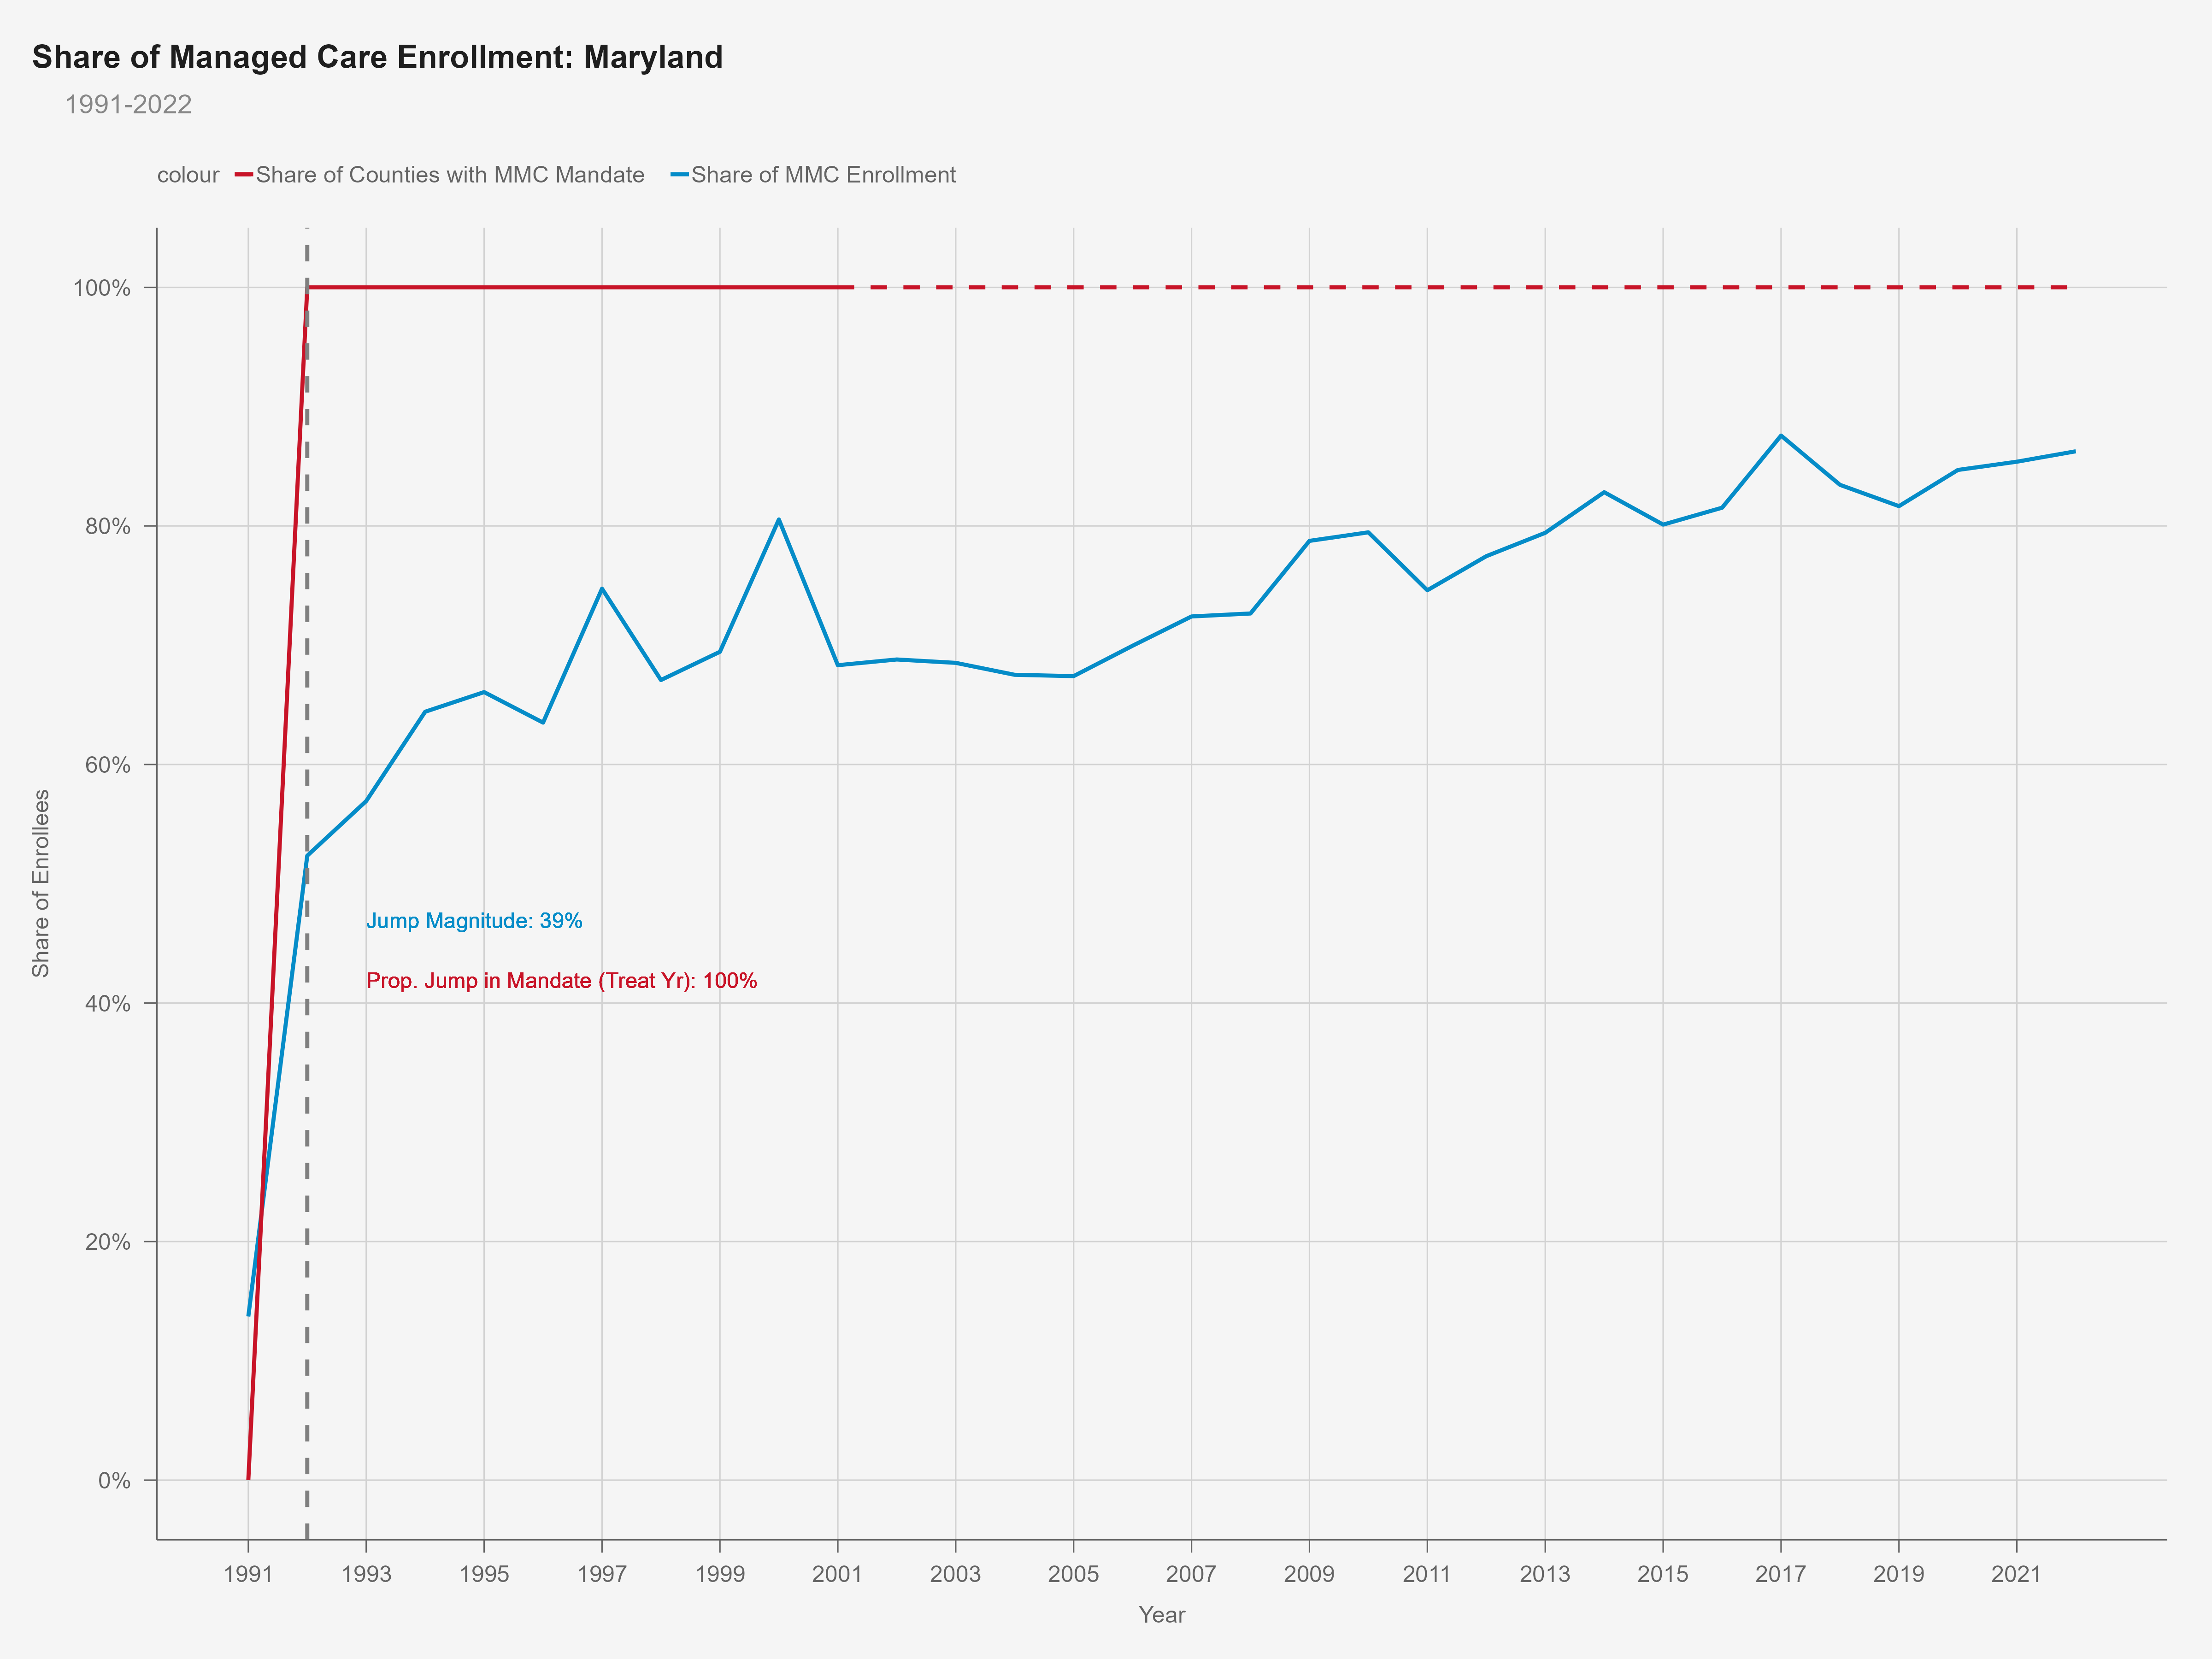 Share of Managed Care Enrollment: Maryland
1991-2022
colour Share of Counties with MMC Mandate Share of MMC Enrollment
100%
80%
60%
40%
20%
0%
Share of Enrollees
Jump Magnitude: 39%
Prop. Jump in Mandate (Treat Yr): 100%
1991 1993 1995 1997 1999 2001 2003 2005 2007 2009 2011 2013 2015 2017 2019 2021
Year